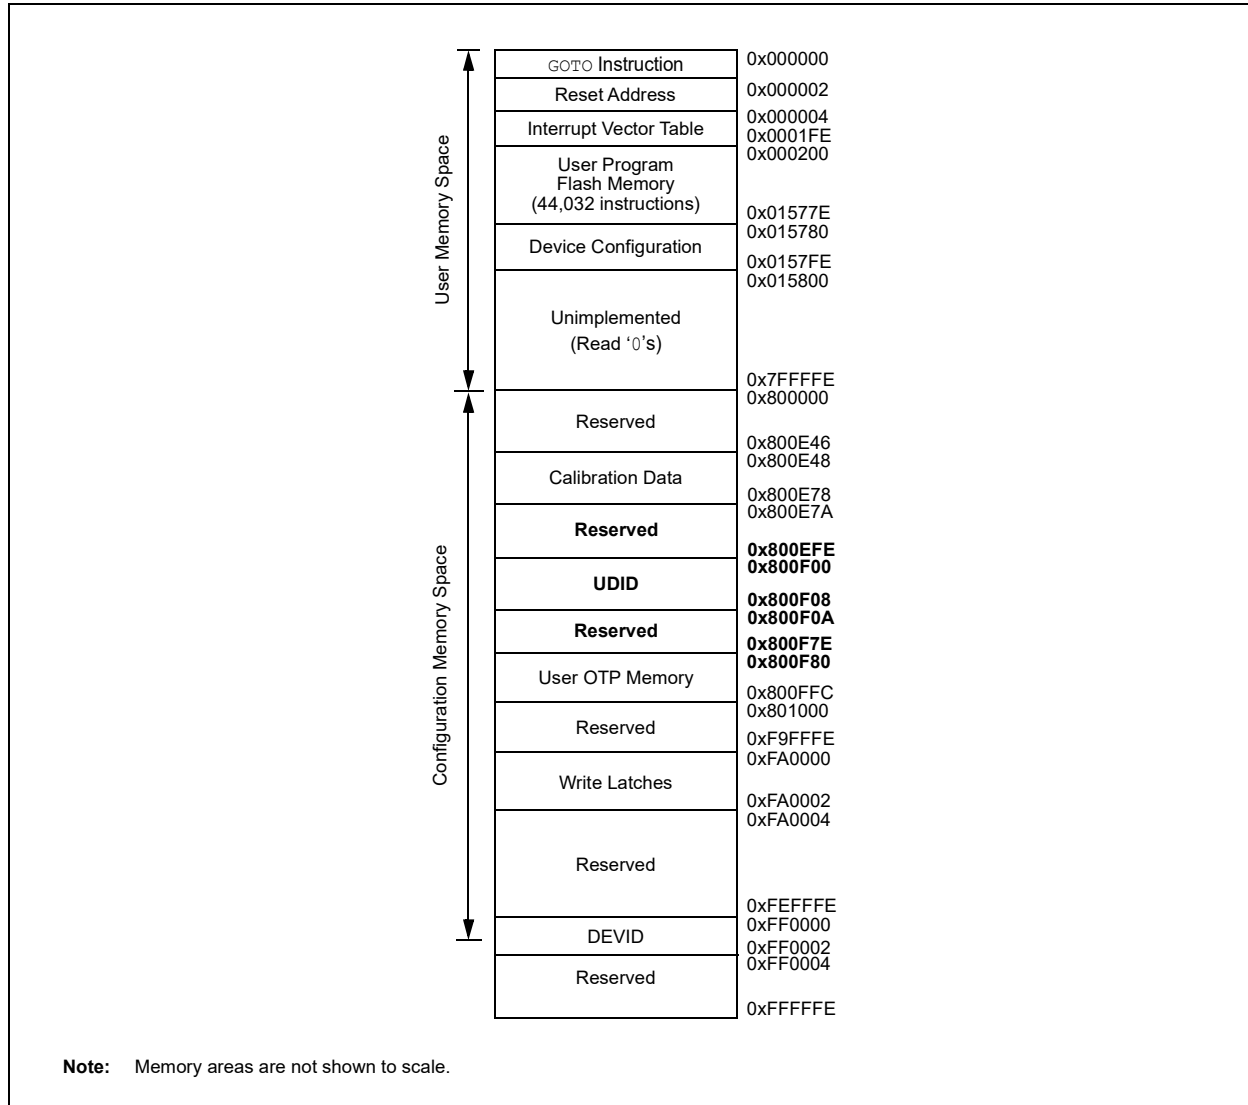 GOTO Instruction
0x000000
Reset Address
0x000002
Interrupt Vector Table
0x000004
0x0001FE
User Program
Flash Memory
(44,032 instructions)
0x000200
0x01577E
Device Configuration
0x015780
0x0157FE
Unimplemented
(Read ‘0’s)
0x015800
0x7FFFFE
User Memory Space
Reserved
0x800000
0x800E46
Calibration Data
0x800E48
0x800E78
Reserved
0x800E7A
0x800EFE
UDID
0x800F00
0x800F08
Reserved
0x800F0A
0x800F7E
User OTP Memory
0x800F80
0x800FFC
Reserved
0x801000
0xF9FFFE
Write Latches
0xFA0000
0xFA0002
Reserved
0xFA0004
0xFEFFFE
DEVID
0xFF0000
0xFF0002
Reserved
0xFF0004
0xFFFFFE
Configuration Memory Space
Note: Memory areas are not shown to scale.